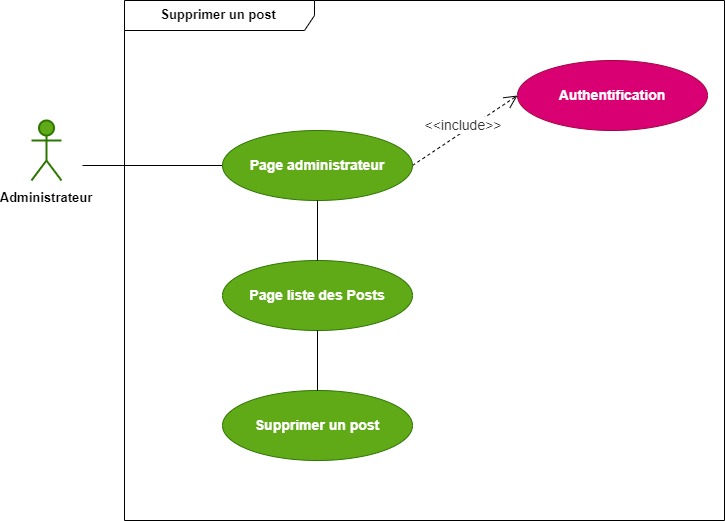 Supprimer un post
Authentification
<<include>>
Page administrateur
Administrateur
Page liste des Posts
Supprimer un post